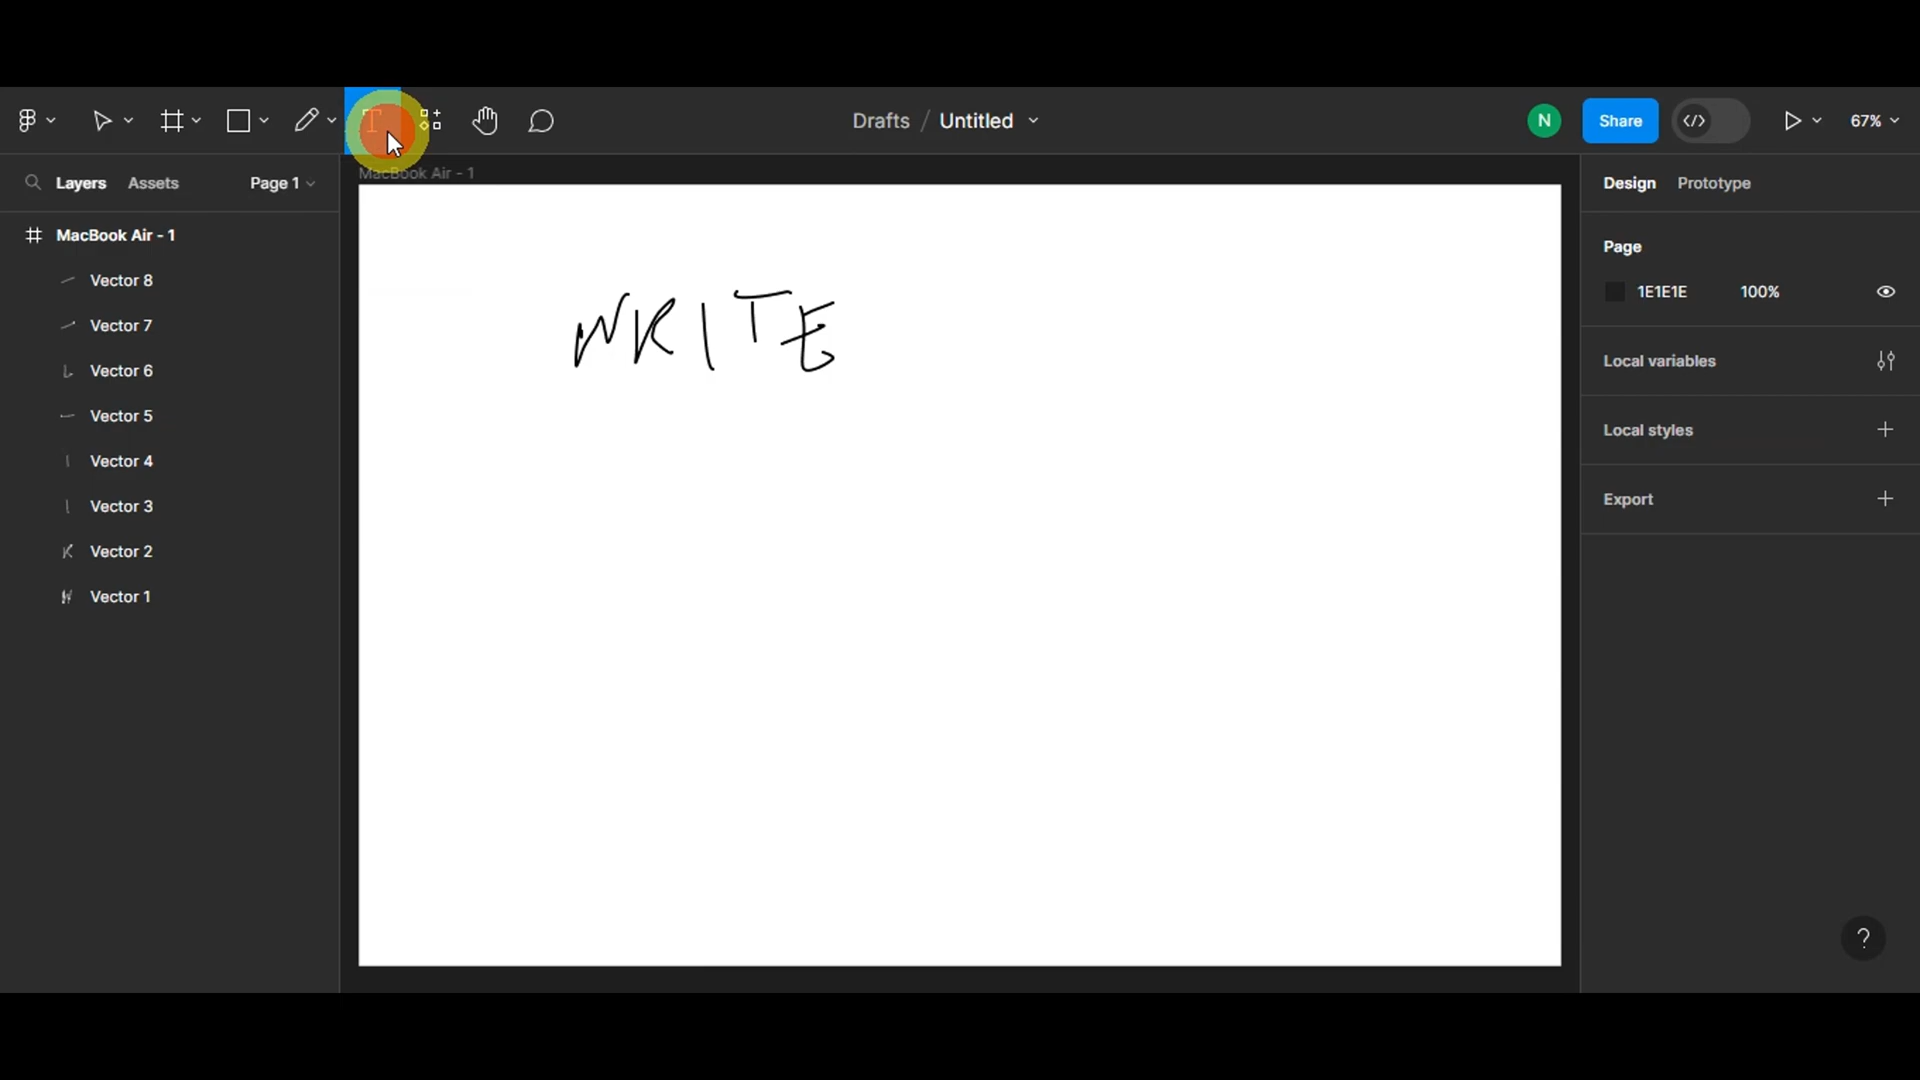 T
Drafts / Untitled
N
Share
67%
Layers
Assets
Page 1
MacBook Air - 1
Design
Prototype
MacBook Air - 1
Page
Vector 8
1E1E1E
100%
Vector 7
WRITE
Local variables
Vector 6
Vector 5
Local styles
Vector 4
Vector 3
Export
Vector 2
Vector 1
?